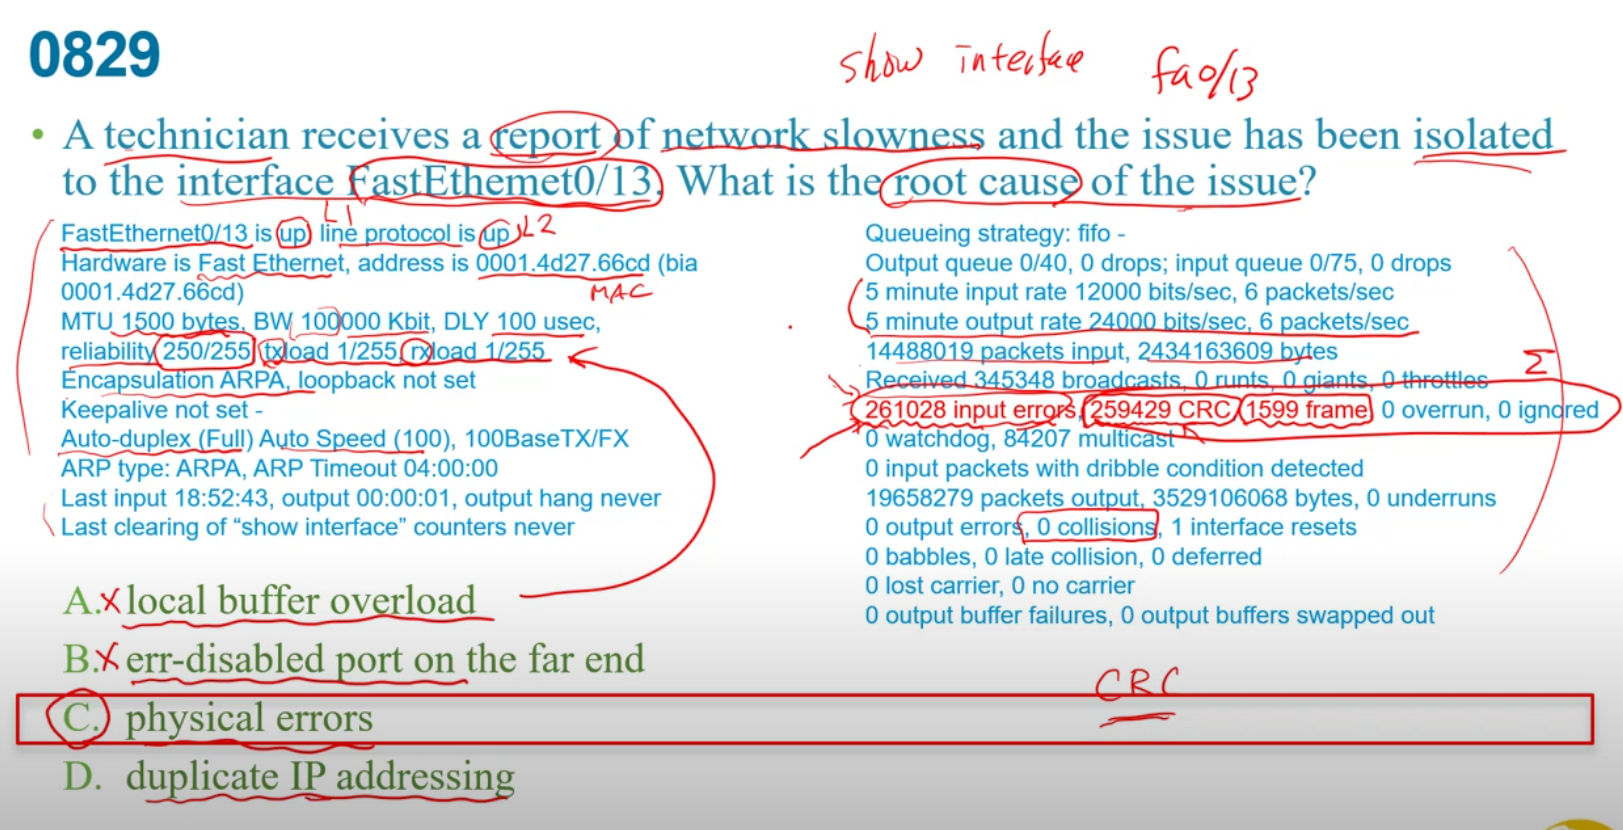 0829
show interface fa0/13
• A technician receives a report of network slowness and the issue has been isolated
to the interface FastEthemet0/13. What is the root cause of the issue?
L1
FastEthernet0/13 is up line protocol is up L2
Hardware is Fast Ethernet, address is 0001.4d27.66cd (bia
0001.4d27.66cd)
MAC
MTU 1500 bytes, BW 100000 Kbit, DLY 100 usec,
reliability 250/255 txload 1/255 rxload 1/255
Encapsulation ARPA, loopback not set
Keepalive not set -
Auto-duplex (Full) Auto Speed (100), 100BaseTX/FX
ARP type: ARPA, ARP Timeout 04:00:00
Last input 18:52:43, output 00:00:01, output hang never
Last clearing of “show interface” counters never
Queueing strategy: fifo -
Output queue 0/40, 0 drops; input queue 0/75, 0 drops
5 minute input rate 12000 bits/sec, 6 packets/sec
5 minute output rate 24000 bits/sec, 6 packets/sec
14488019 packets input, 2434163609 bytes
Σ
Received 345348 broadcasts, 0 runts, 0 giants, 0 throttles
261028 input errors, 259429 CRC, 1599 frame, 0 overrun, 0 ignored
0 watchdog, 84207 multicast
0 input packets with dribble condition detected
19658279 packets output, 3529106068 bytes, 0 underruns
0 output errors, 0 collisions, 1 interface resets
0 babbles, 0 late collision, 0 deferred
0 lost carrier, 0 no carrier
0 output buffer failures, 0 output buffers swapped out
A. x local buffer overload
B. x err-disabled port on the far end
CRC
C. physical errors
D. duplicate IP addressing